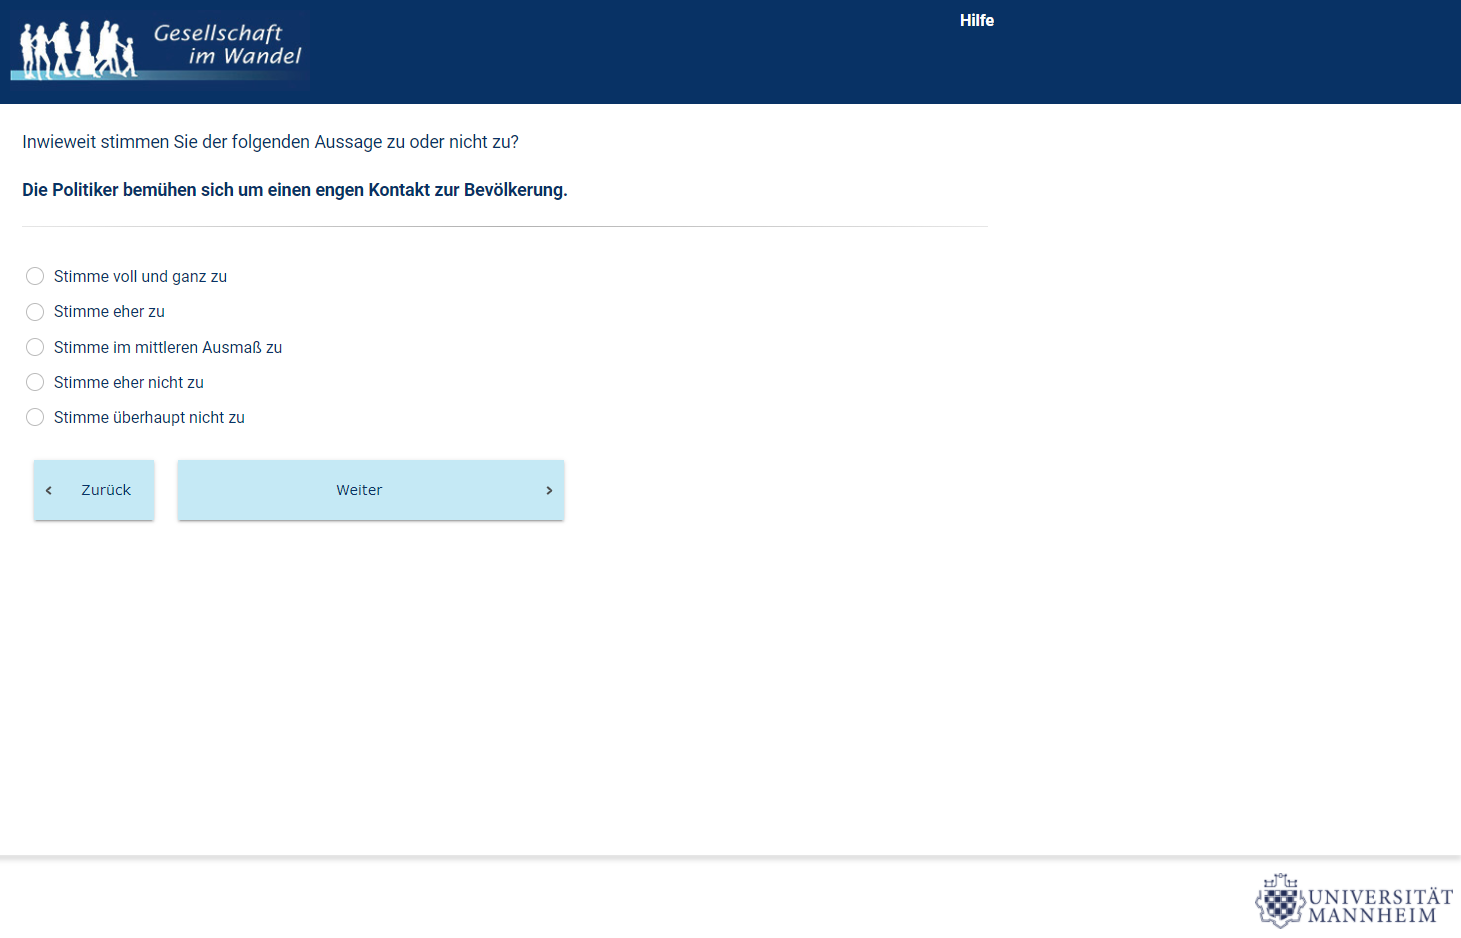 Gesellschaft
im Wandel
Hilfe
Inwieweit stimmen Sie der folgenden Aussage zu oder nicht zu?
Die Politiker bemühen sich um einen engen Kontakt zur Bevölkerung.
Stimme voll und ganz zu
Stimme eher zu
Stimme im mittleren Ausmaß zu
Stimme eher nicht zu
Stimme überhaupt nicht zu
Zurück
Weiter
UNIVERSITÄT
MANNHEIM